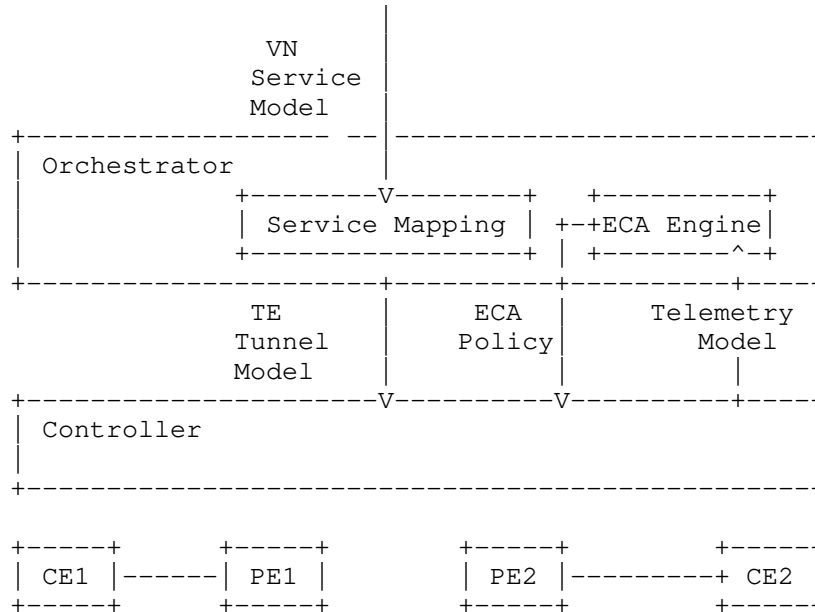 VN
Service
Model
Orchestrator
Service Mapping ECA Engine
TE ECA Telemetry
Tunnel Policy Model
Model
Controller
CE1 PE1 PE2 CE2